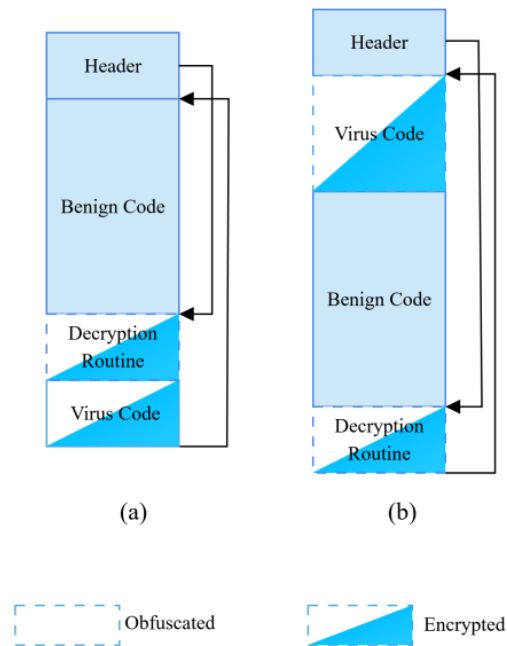 Header
Benign Code
Decryption
Routine
Virus Code
(a)
Header
Virus Code
Benign Code
Decryption
Routine
(b)
Obfuscated
Encrypted